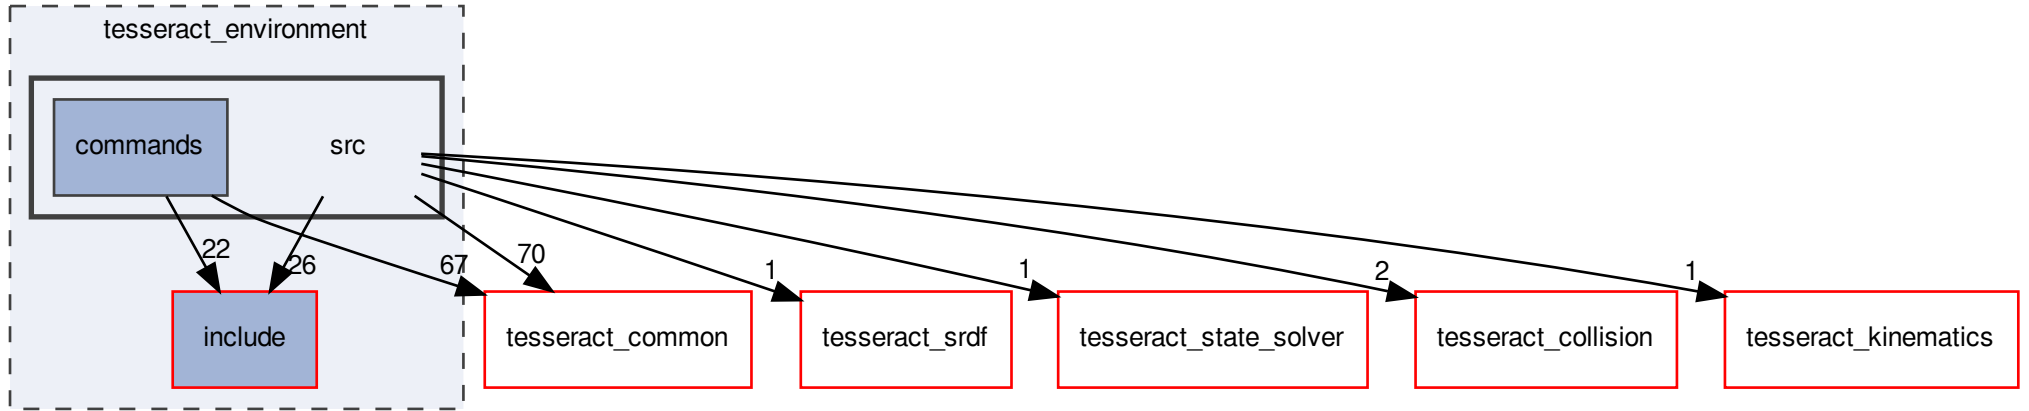 tesseract_environment
commands
src
22
26
67
70
1
1
2
1
include
tesseract_common
tesseract_srdf
tesseract_state_solver
tesseract_collision
tesseract_kinematics